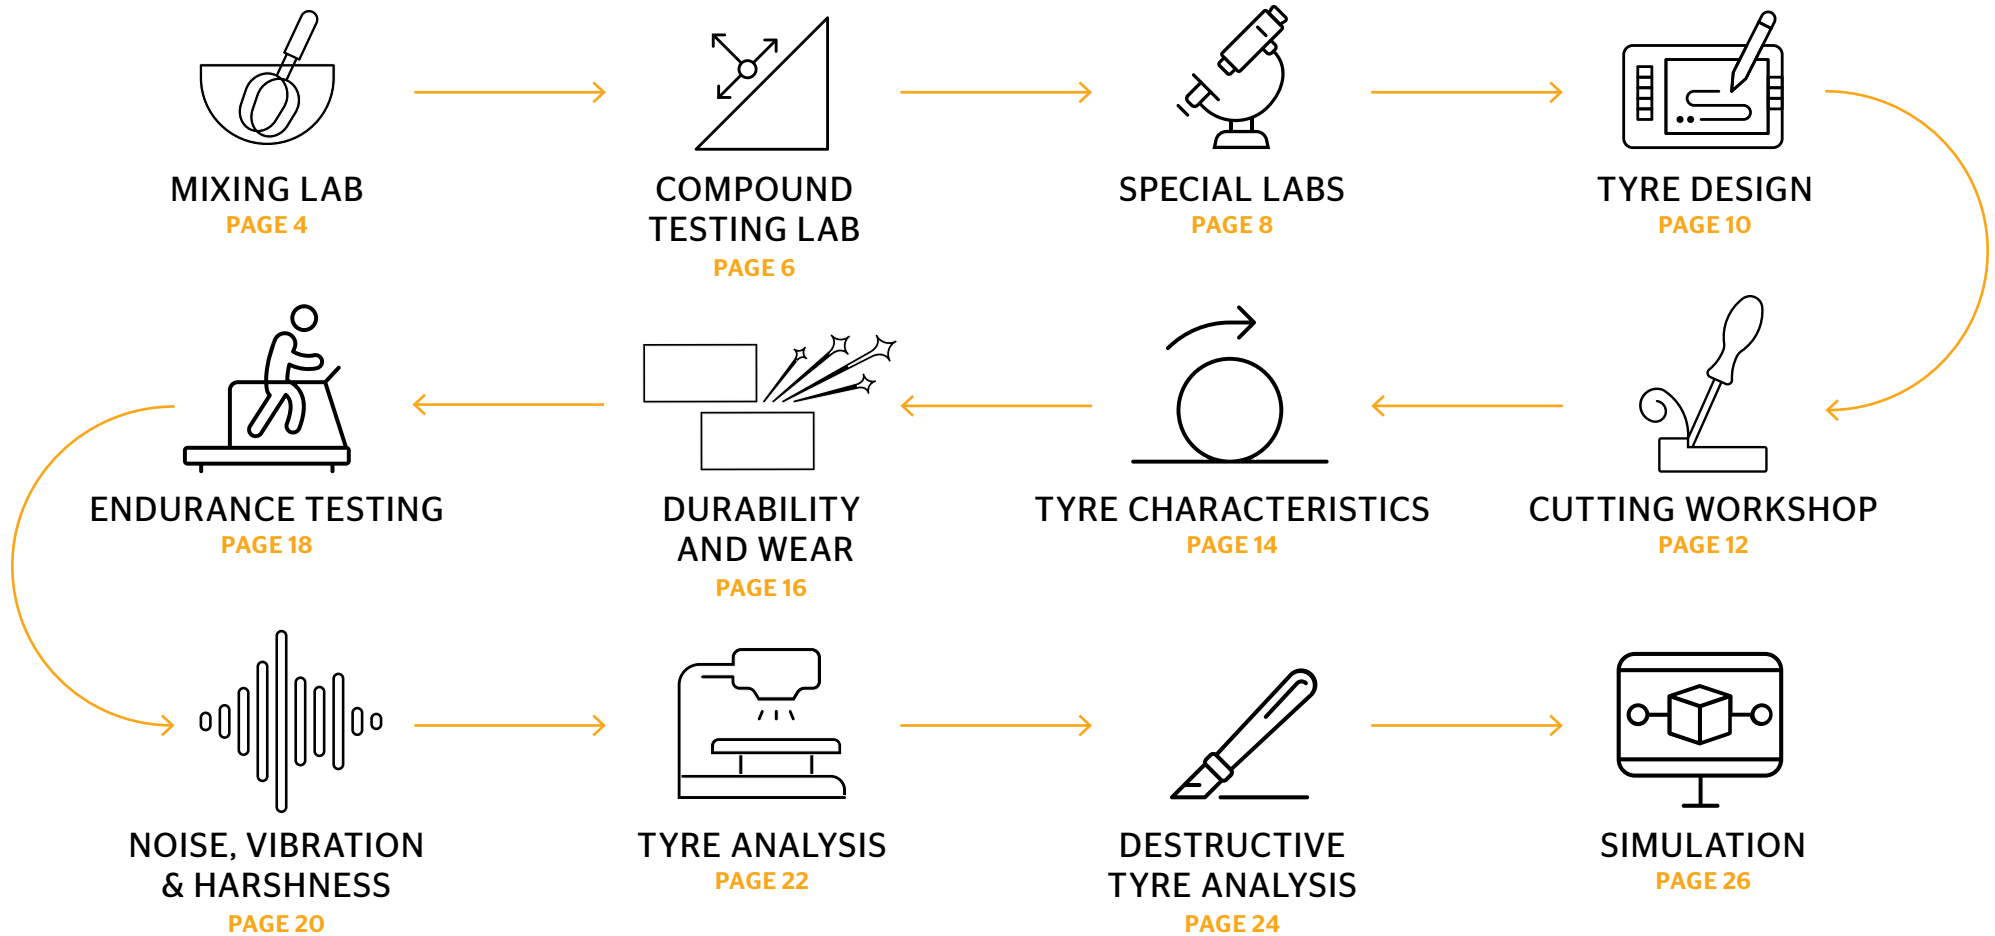 MIXING LAB
PAGE 4
COMPOUND
TESTING LAB
PAGE 6
SPECIAL LABS
PAGE 8
TYRE DESIGN
PAGE 10
CUTTING WORKSHOP
PAGE 12
TYRE CHARACTERISTICS
PAGE 14
DURABILITY
AND WEAR
PAGE 16
ENDURANCE TESTING
PAGE 18
NOISE, VIBRATION
& HARSHNESS
PAGE 20
TYRE ANALYSIS
PAGE 22
DESTRUCTIVE
TYRE ANALYSIS
PAGE 24
SIMULATION
PAGE 26